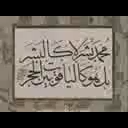 محمد بشر لا كالبشر
بل هو كالياقوت بين الحجر